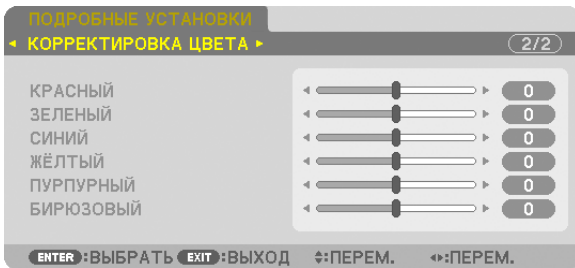 ПОДРОБНЫЕ УСТАНОВКИ
КОРРЕКТИРОВКА ЦВЕТА
2/2
КРАСНЫЙ 0
ЗЕЛЕНЫЙ 0
СИНИЙ 0
ЖЁЛТЫЙ 0
ПУРПУРНЫЙ 0
БИРЮЗОВЫЙ 0
ENTER :ВЫБРАТЬ EXIT :ВЫХОД :ПЕРЕМ. :ПЕРЕМ.